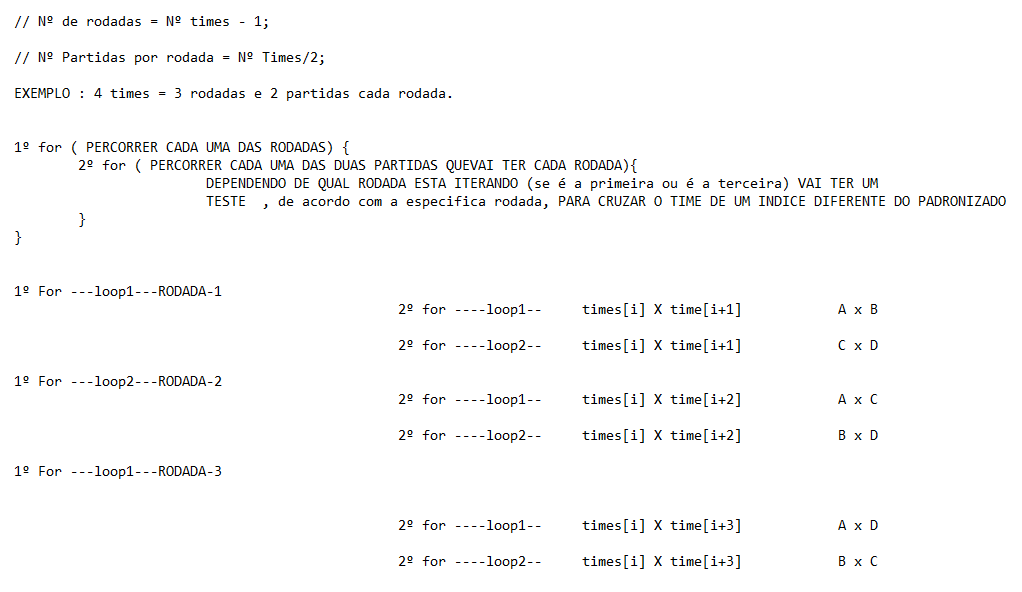 // Nº de rodadas = Nº times - 1;
// Nº Partidas por rodada = Nº Times/2;
EXEMPLO : 4 times = 3 rodadas e 2 partidas cada rodada.
1º for ( PERCORRER CADA UMA DAS RODADAS) {
2º for ( PERCORRER CADA UMA DAS DUAS PARTIDAS QUEVAI TER CADA RODADA){
DEPENDENDO DE QUAL RODADA ESTA ITERANDO (se é a primeira ou é a terceira) VAI TER UM
TESTE , de acordo com a especifica rodada, PARA CRUZAR O TIME DE UM INDICE DIFERENTE DO PADRONIZADO
}
}
1º For ---loop1---RODADA-1
2º for ----loop1-- times[i] X time[i+1] A x B
2º for ----loop2-- times[i] X time[i+1] C x D
1º For ---loop2---RODADA-2
2º for ----loop1-- times[i] X time[i+2] A x C
2º for ----loop2-- times[i] X time[i+2] B x D
1º For ---loop1---RODADA-3
2º for ----loop1-- times[i] X time[i+3] A x D
2º for ----loop2-- times[i] X time[i+3] B x C